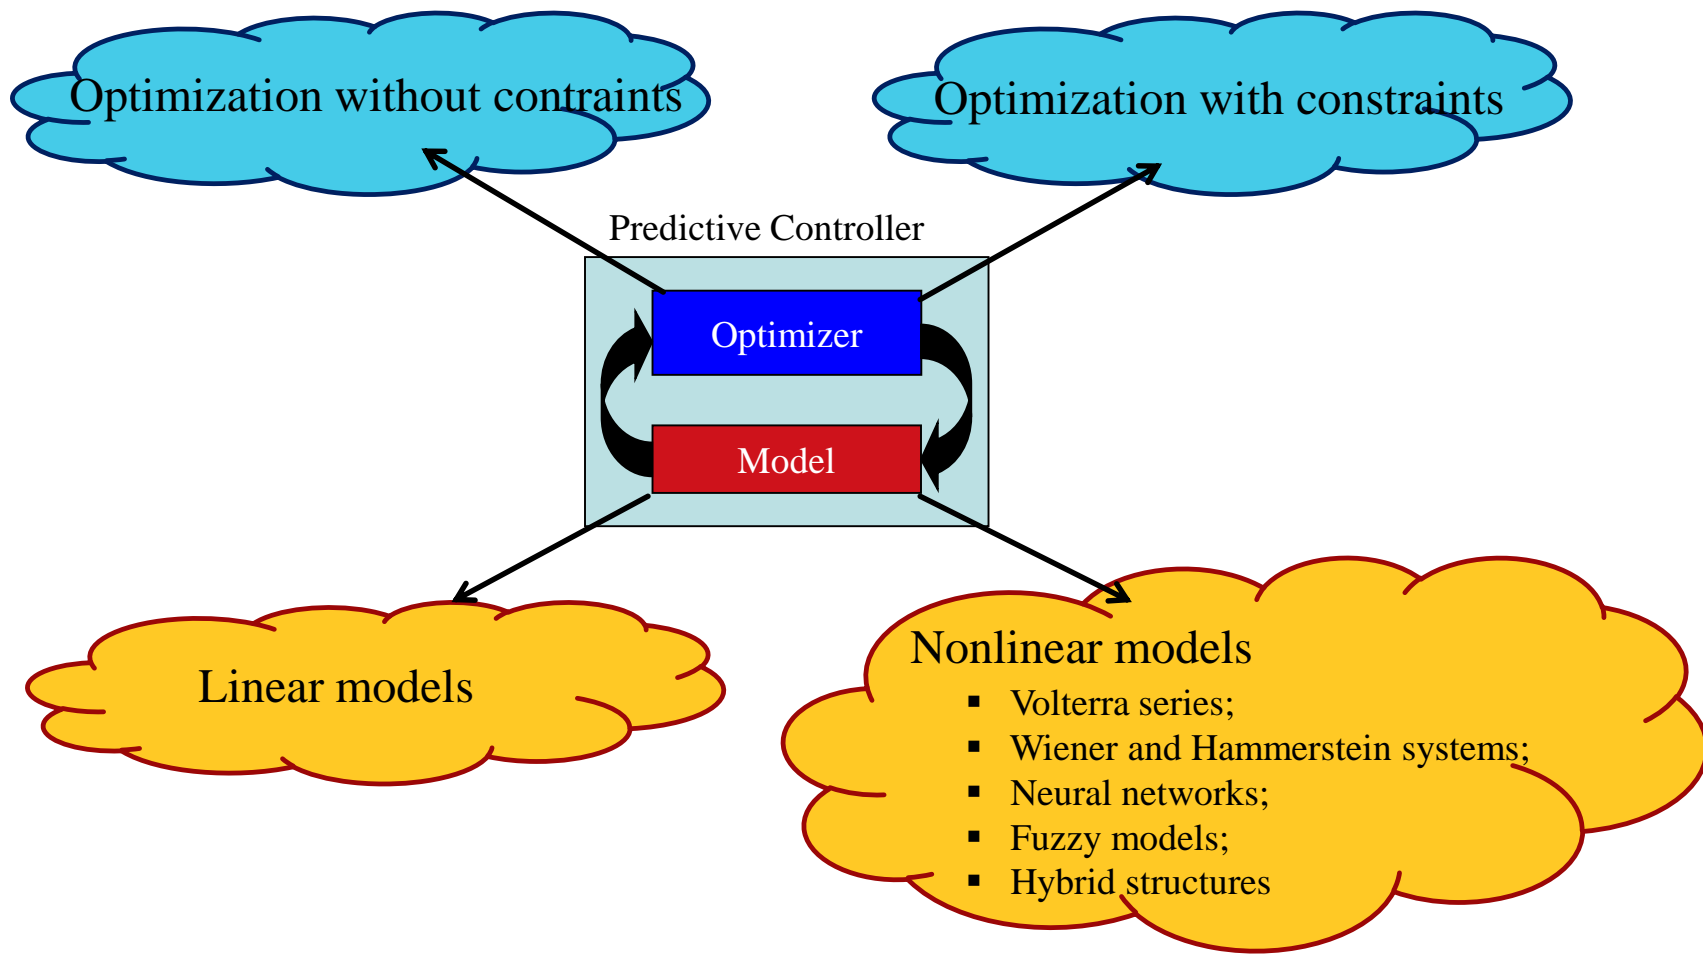 Optimization without contraints
Optimization with constraints
Predictive Controller
Optimizer
Model
Linear models
Nonlinear models
▪ Volterra series;
▪ Wiener and Hammerstein systems;
▪ Neural networks;
▪ Fuzzy models;
▪ Hybrid structures